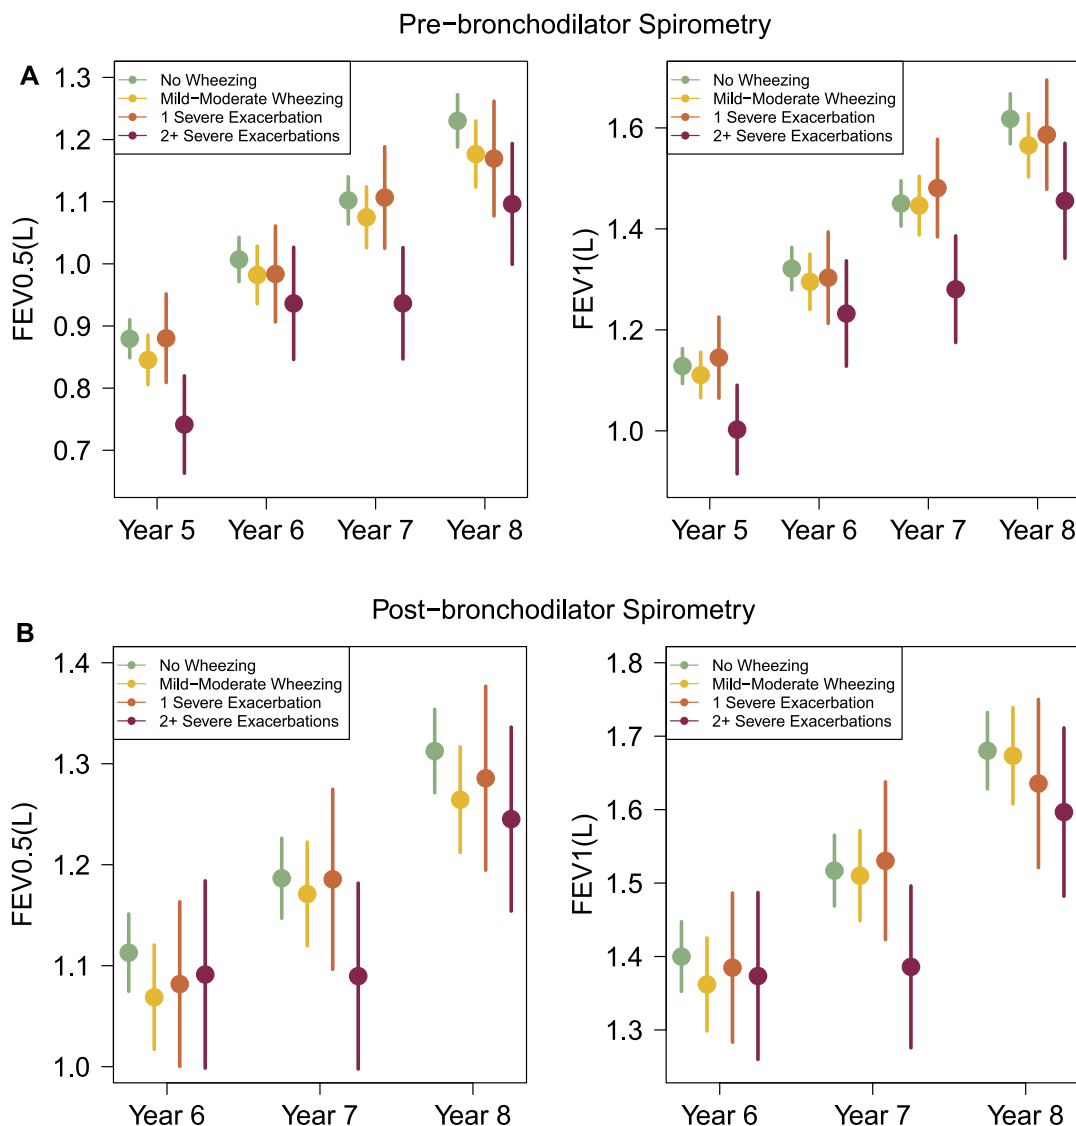 Pre−bronchodilator Spirometry
A
No Wheezing
Mild−Moderate Wheezing
1 Severe Exacerbation
2+ Severe Exacerbations
FEV0.5(L)
1.3
1.2
1.1
1.0
0.9
0.8
0.7
Year 5
Year 6
Year 7
Year 8
No Wheezing
Mild−Moderate Wheezing
1 Severe Exacerbation
2+ Severe Exacerbations
FEV1(L)
1.6
1.4
1.2
1.0
Year 5
Year 6
Year 7
Year 8
Post−bronchodilator Spirometry
B
No Wheezing
Mild−Moderate Wheezing
1 Severe Exacerbation
2+ Severe Exacerbations
FEV0.5(L)
1.4
1.3
1.2
1.1
1.0
Year 6
Year 7
Year 8
No Wheezing
Mild−Moderate Wheezing
1 Severe Exacerbation
2+ Severe Exacerbations
FEV1(L)
1.8
1.7
1.6
1.5
1.4
1.3
Year 6
Year 7
Year 8